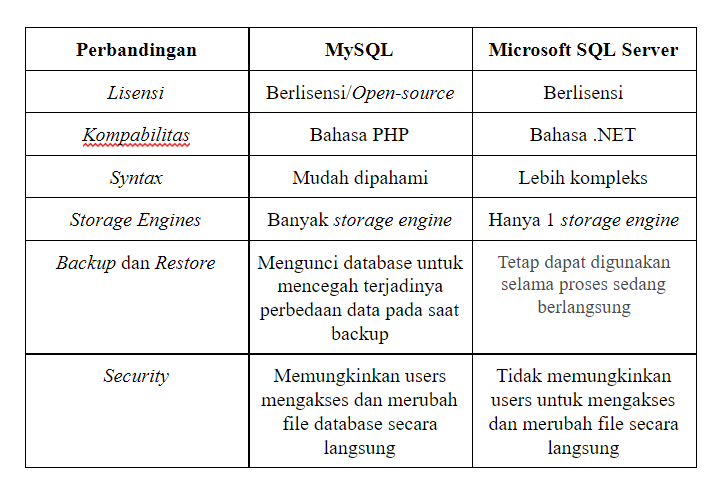 Perbandingan MySQL Microsoft SQL Server
Lisensi Berlisensi/Open-source Berlisensi
Kompabilitas Bahasa PHP Bahasa .NET
Syntax Mudah dipahami Lebih kompleks
Storage Engines Banyak storage engine Hanya 1 storage engine
Backup dan Restore
Mengunci database untuk
mencegah terjadinya
perbedaan data pada saat
backup
Tetap dapat digunakan
selama proses sedang
berlangsung
Security
Memungkinkan users
mengakses dan merubah
file database secara
langsung
Tidak memungkinkan
users untuk mengakses
dan merubah file secara
langsung